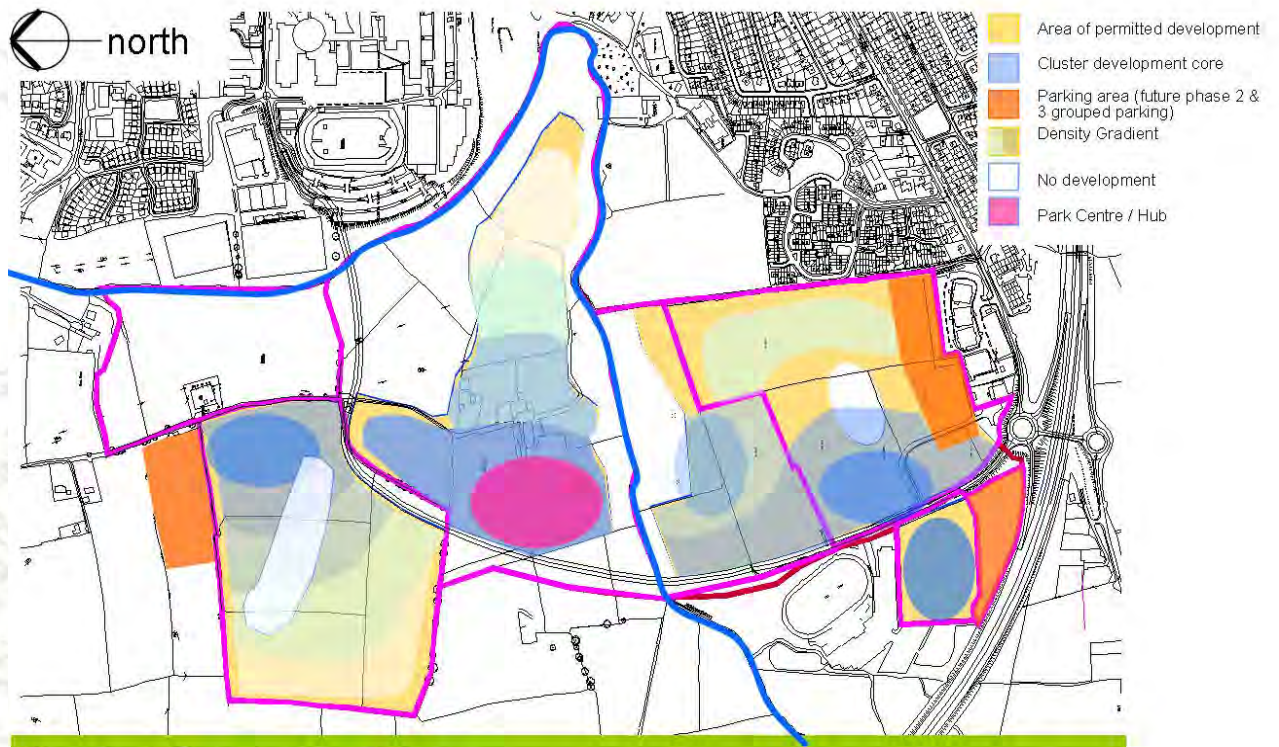 north
Area of permitted development
Cluster development core
Parking area (future phase 2 &
3 grouped parking)
Density Gradient
No development
Park Centre / Hub